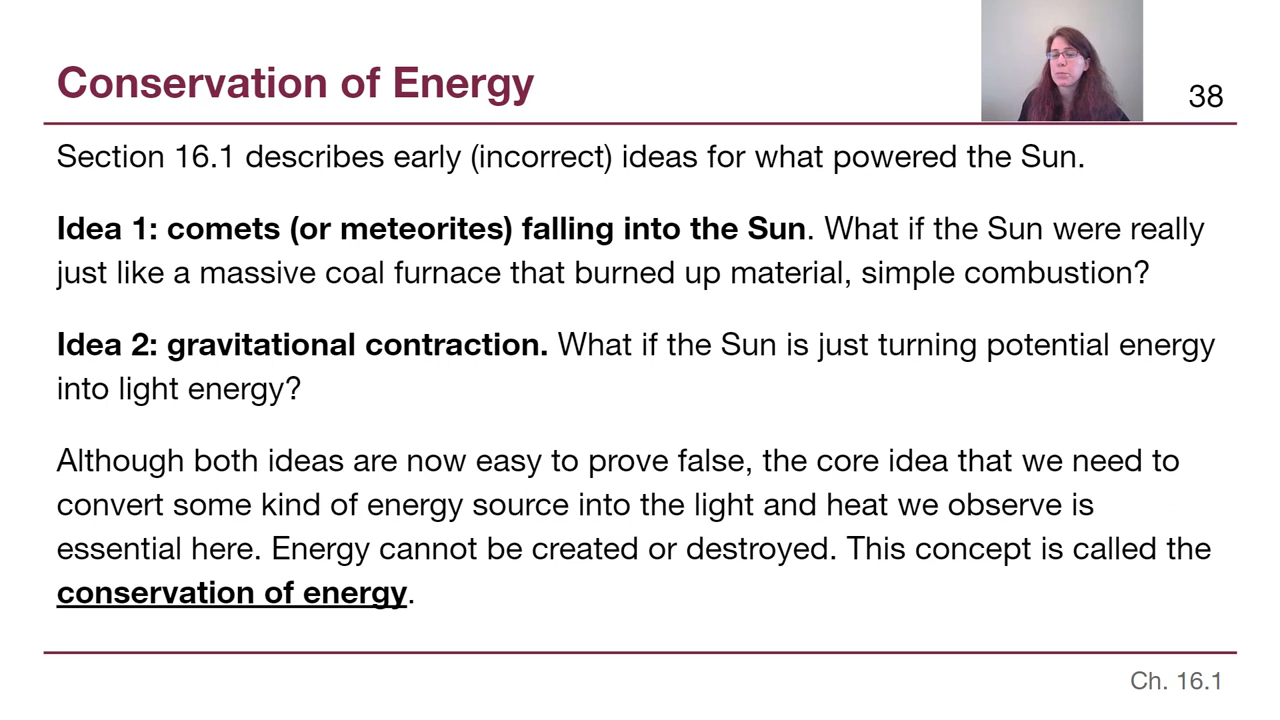 Conservation of Energy
38
Section 16.1 describes early (incorrect) ideas for what powered the Sun.
Idea 1: comets (or meteorites) falling into the Sun. What if the Sun were really
just like a massive coal furnace that burned up material, simple combustion?
Idea 2: gravitational contraction. What if the Sun is just turning potential energy
into light energy?
Although both ideas are now easy to prove false, the core idea that we need to
convert some kind of energy source into the light and heat we observe is
essential here. Energy cannot be created or destroyed. This concept is called the
conservation of energy.
Ch. 16.1